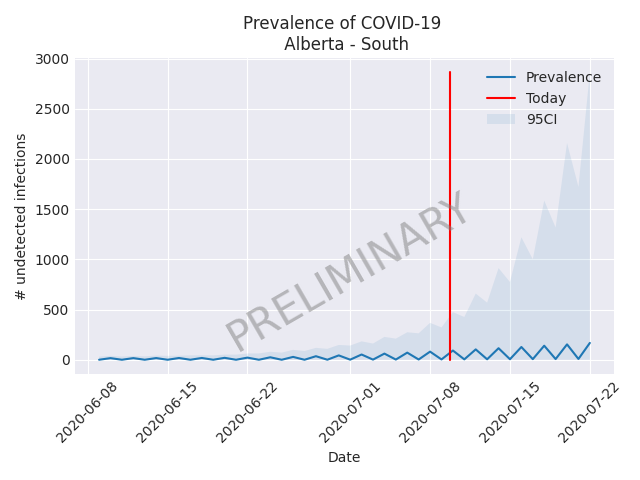 Prevalence of COVID-19
Alberta - South
3000
2500
2000
1500
1000
500
0
# undetected infections
Prevalence
Today
95CI
PRELIMINARY
2020-06-08
2020-06-15
2020-06-22
2020-07-01
2020-07-08
2020-07-15
2020-07-22
Date